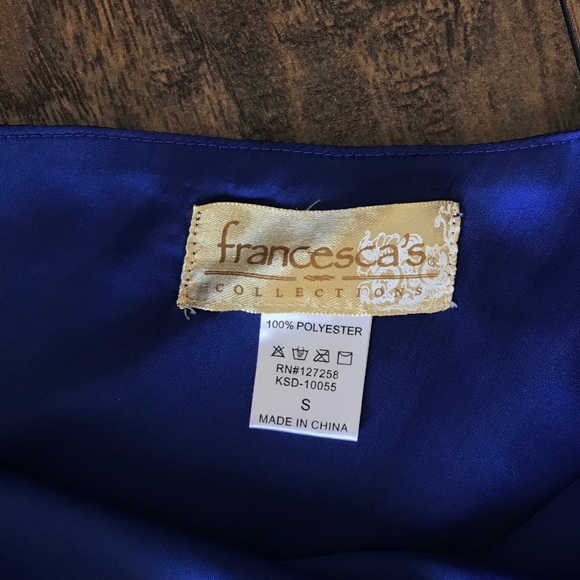 francesca's®
COLLECTIONS
100% POLYESTER
RN#127258
KSD-10055
S
MADE IN CHINA